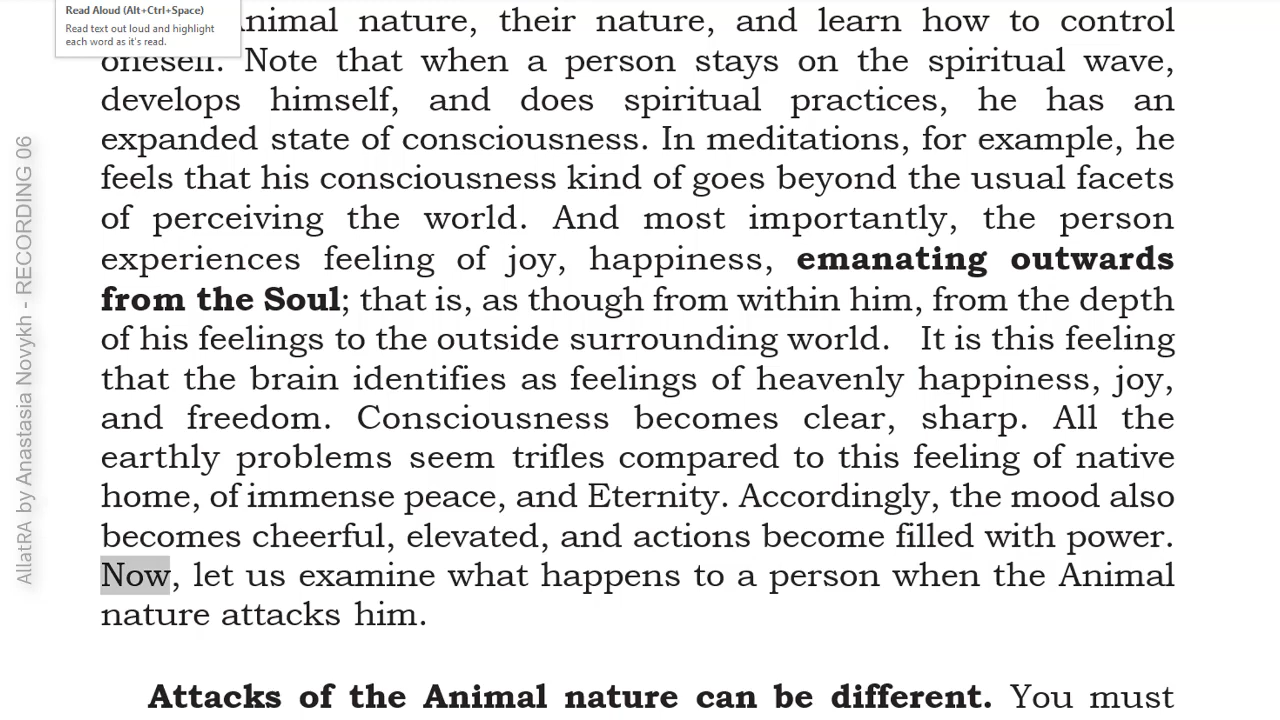 Read Aloud (Alt+Ctrl+Space)
Read text out loud and highlight
each word as it's read.
Animal nature, their nature, and learn how to control
oneself. Note that when a person stays on the spiritual wave,
develops himself, and does spiritual practices, he has an
expanded state of consciousness. In meditations, for example, he
feels that his consciousness kind of goes beyond the usual facets
of perceiving the world. And most importantly, the person
experiences feeling of joy, happiness, emanating outwards
from the Soul; that is, as though from within him, from the depth
of his feelings to the outside surrounding world. It is this feeling
that the brain identifies as feelings of heavenly happiness, joy,
and freedom. Consciousness becomes clear, sharp. All the
earthly problems seem trifles compared to this feeling of native
home, of immense peace, and Eternity. Accordingly, the mood also
becomes cheerful, elevated, and actions become filled with power.
Now, let us examine what happens to a person when the Animal
nature attacks him.
Attacks of the Animal nature can be different. You must
AllatRA by Anastasia Novykh - RECORDING 06